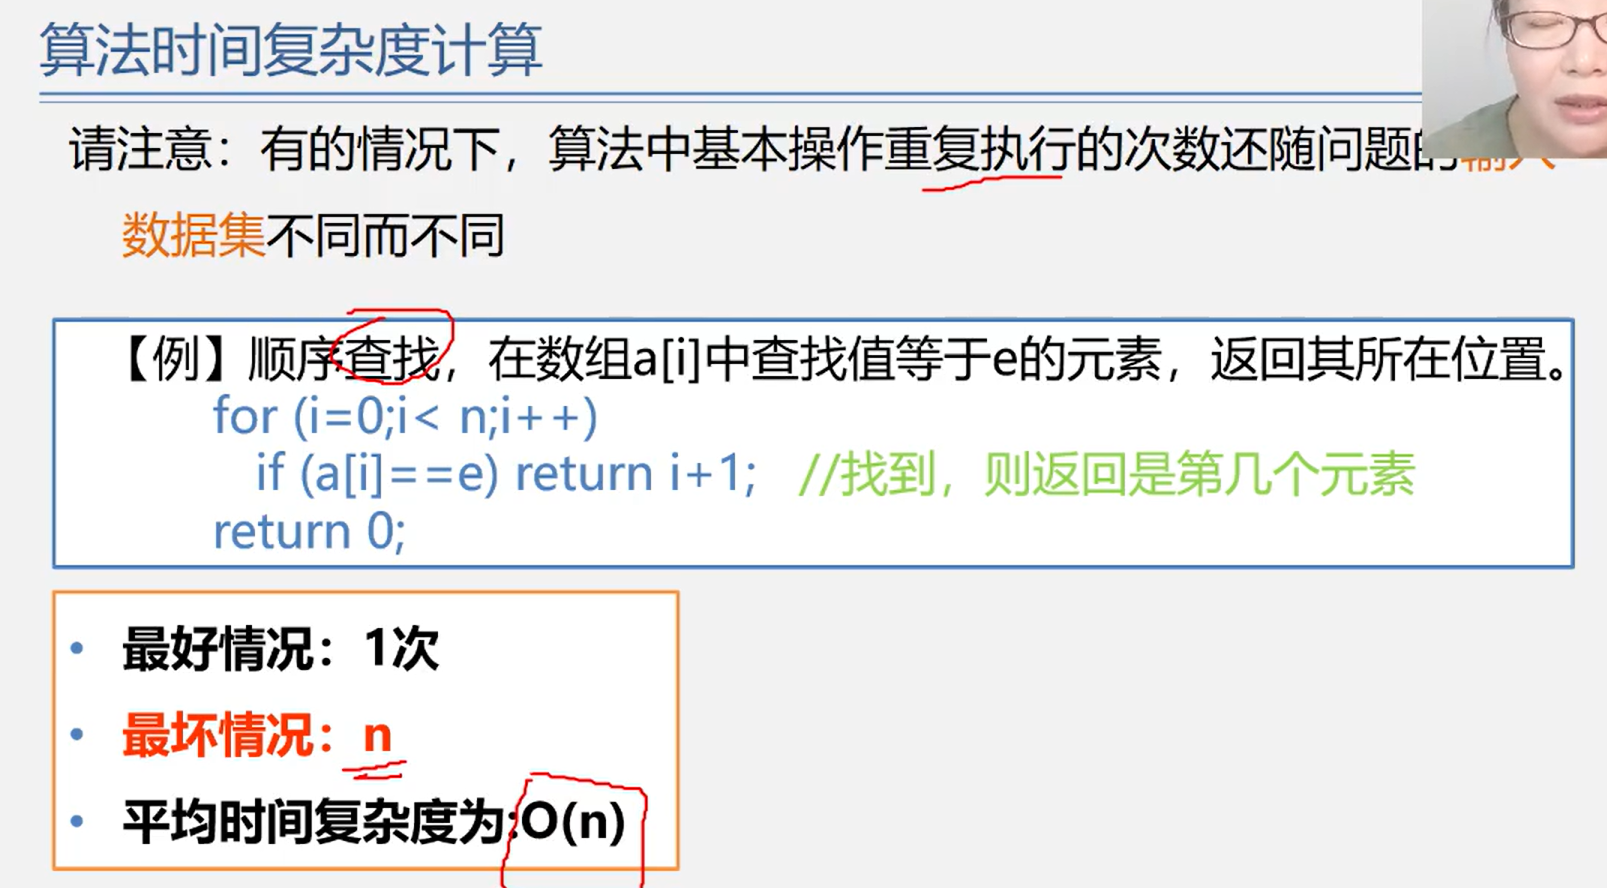 算法时间复杂度计算
请注意：有的情况下，算法中基本操作重复执行的次数还随问题的输入
数据集不同而不同
【例】顺序查找，在数组a[i]中查找值等于e的元素，返回其所在位置。
for (i=0;i< n;i++)
if (a[i]==e) return i+1; //找到，则返回是第几个元素
return 0;
• 最好情况：1次
• 最坏情况：n
• 平均时间复杂度为:O(n)